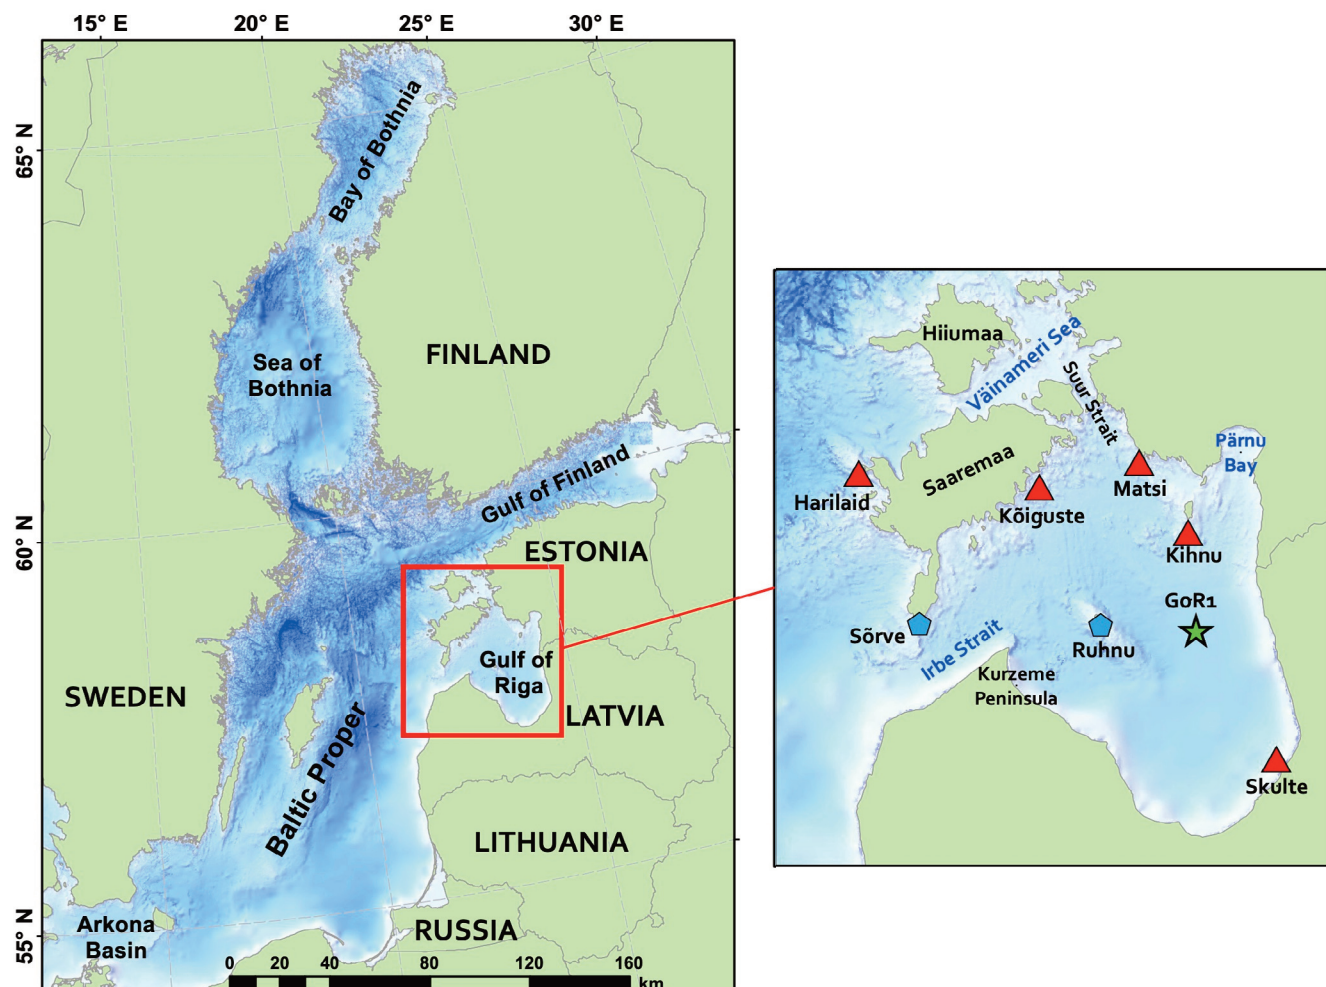 15° E
20° E
25° E
30° E
65° N
60° N
55° N
Bay of Bothnia
Sea of
Bothnia
FINLAND
Gulf of Finland
ESTONIA
Gulf of
Riga
SWEDEN
LATVIA
Baltic Proper
LITHUANIA
Arkona
Basin
RUSSIA
0 20 40 80 120 160
km
Hiiumaa
Väinameri Sea
Suur Strait
Pärnu
Bay
Saaremaa
Harilaid
Kõiguste
Matsi
Kihnu
GoR1
Sõrve
Irbe Strait
Ruhnu
Kurzeme
Peninsula
Skulte